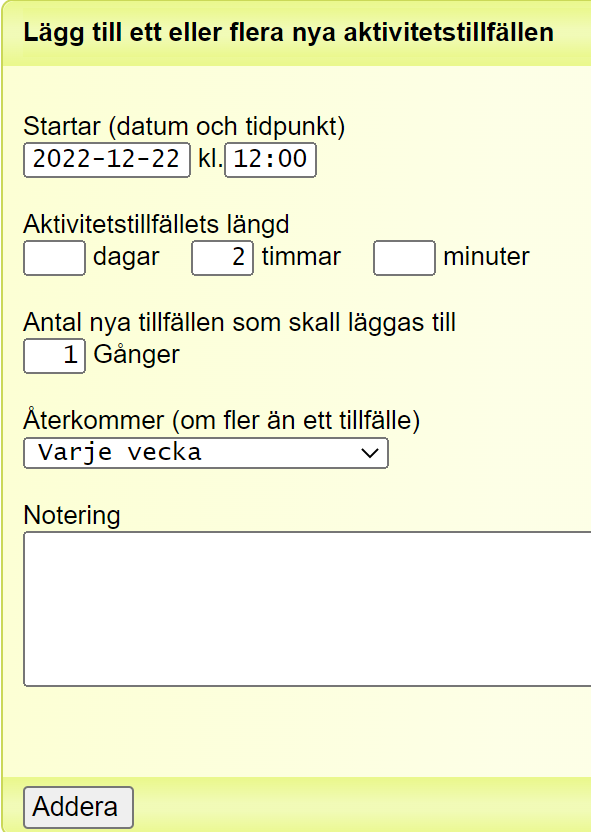 Lägg till ett eller flera nya aktivitetstillfällen
Startar (datum och tidpunkt)
2022-12-22 kl. 12:00
Aktivitetstillfällets längd
dagar 2 timmar minuter
Antal nya tillfällen som skall läggas till
1 Gånger
Återkommer (om fler än ett tillfälle)
Varje vecka
Notering
Addera